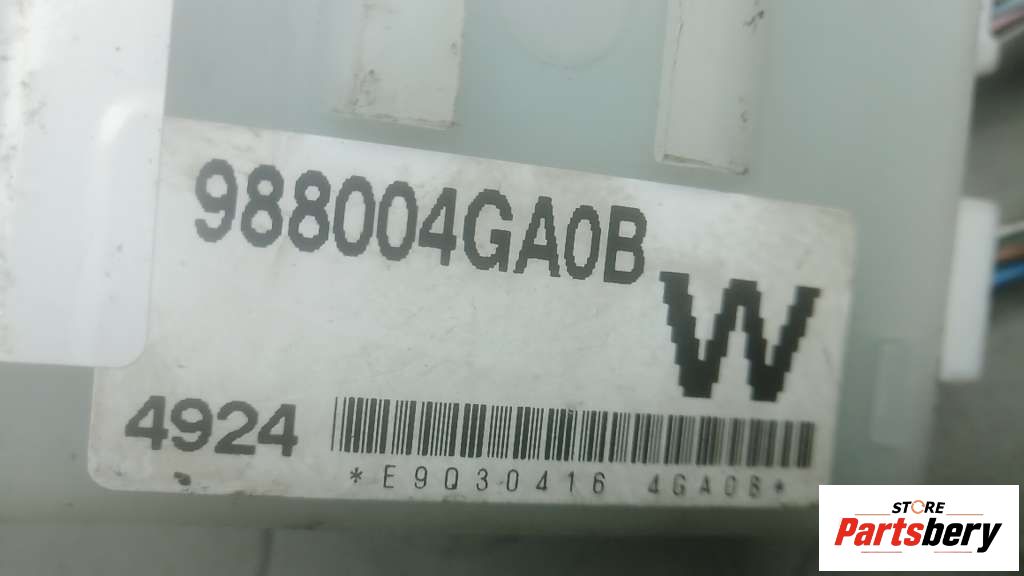 988004GA0B
W
4924
*E9Q30416 4GA0B*
STORE
Partsbery